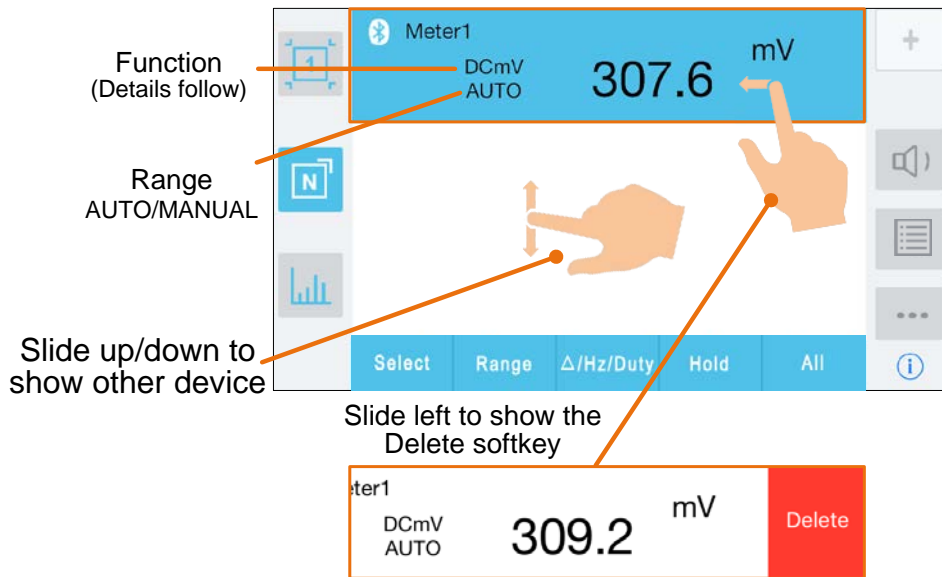 Function
(Details follow)
Range
AUTO/MANUAL
Slide up/down to
show other device
1
N
Meter1
DCmV
AUTO
307.6
mV
+
Select
Range
Δ/Hz/Duty
Hold
All
i
Slide left to show the
Delete softkey
ter1
DCmV
AUTO
309.2
mV
Delete